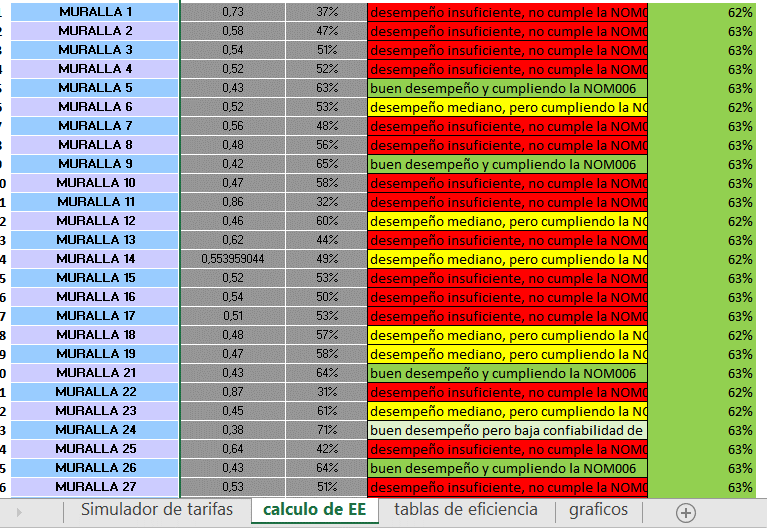 MURALLA 1 0,73 37% desempeño insuficiente, no cumple la NOM0 62%
MURALLA 2 0,58 47% desempeño insuficiente, no cumple la NOM0 63%
MURALLA 3 0,54 51% desempeño insuficiente, no cumple la NOM0 63%
MURALLA 4 0,52 52% desempeño insuficiente, no cumple la NOM0 63%
MURALLA 5 0,43 63% buen desempeño y cumpliendo la NOM006 63%
MURALLA 6 0,52 53% desempeño mediano, pero cumpliendo la NO 62%
MURALLA 7 0,56 48% desempeño insuficiente, no cumple la NOM0 63%
MURALLA 8 0,48 56% desempeño insuficiente, no cumple la NOM0 63%
MURALLA 9 0,42 65% buen desempeño y cumpliendo la NOM006 63%
MURALLA 10 0,47 58% desempeño insuficiente, no cumple la NOM0 63%
MURALLA 11 0,86 32% desempeño insuficiente, no cumple la NOM0 63%
MURALLA 12 0,46 60% desempeño mediano, pero cumpliendo la NO 62%
MURALLA 13 0,62 44% desempeño insuficiente, no cumple la NOM0 63%
MURALLA 14 0,553959044 49% desempeño mediano, pero cumpliendo la NO 62%
MURALLA 15 0,52 53% desempeño insuficiente, no cumple la NOM0 63%
MURALLA 16 0,54 50% desempeño insuficiente, no cumple la NOM0 63%
MURALLA 17 0,51 53% desempeño insuficiente, no cumple la NOM0 63%
MURALLA 18 0,48 57% desempeño mediano, pero cumpliendo la NO 62%
MURALLA 19 0,47 58% desempeño mediano, pero cumpliendo la NO 63%
MURALLA 21 0,43 64% buen desempeño y cumpliendo la NOM006 63%
MURALLA 22 0,87 31% desempeño insuficiente, no cumple la NOM0 62%
MURALLA 23 0,45 61% desempeño mediano, pero cumpliendo la NO 62%
MURALLA 24 0,38 71% buen desempeño pero baja confiabilidad de 63%
MURALLA 25 0,64 42% desempeño insuficiente, no cumple la NOM0 63%
MURALLA 26 0,43 64% buen desempeño y cumpliendo la NOM006 63%
MURALLA 27 0,53 51% desempeño insuficiente, no cumple la NOM0 63%
Simulador de tarifas calculo de EE tablas de eficiencia graficos